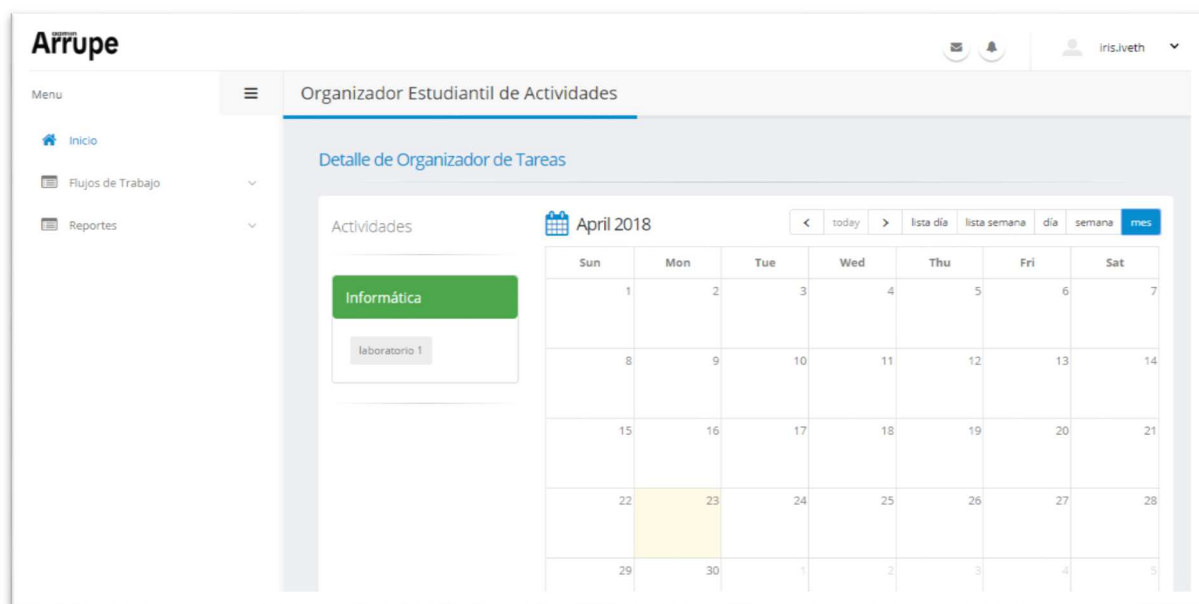 admin
Arrupe
iris.iveth
Menu
Organizador Estudiantil de Actividades
Inicio
Flujos de Trabajo
Reportes
Detalle de Organizador de Tareas
Actividades
Informática
laboratorio 1
April 2018
today lista día lista semana día semana mes
Sun Mon Tue Wed Thu Fri Sat
1 2 3 4 5 6 7
8 9 10 11 12 13 14
15 16 17 18 19 20 21
22 23 24 25 26 27 28
29 30 1 2 3 4 5